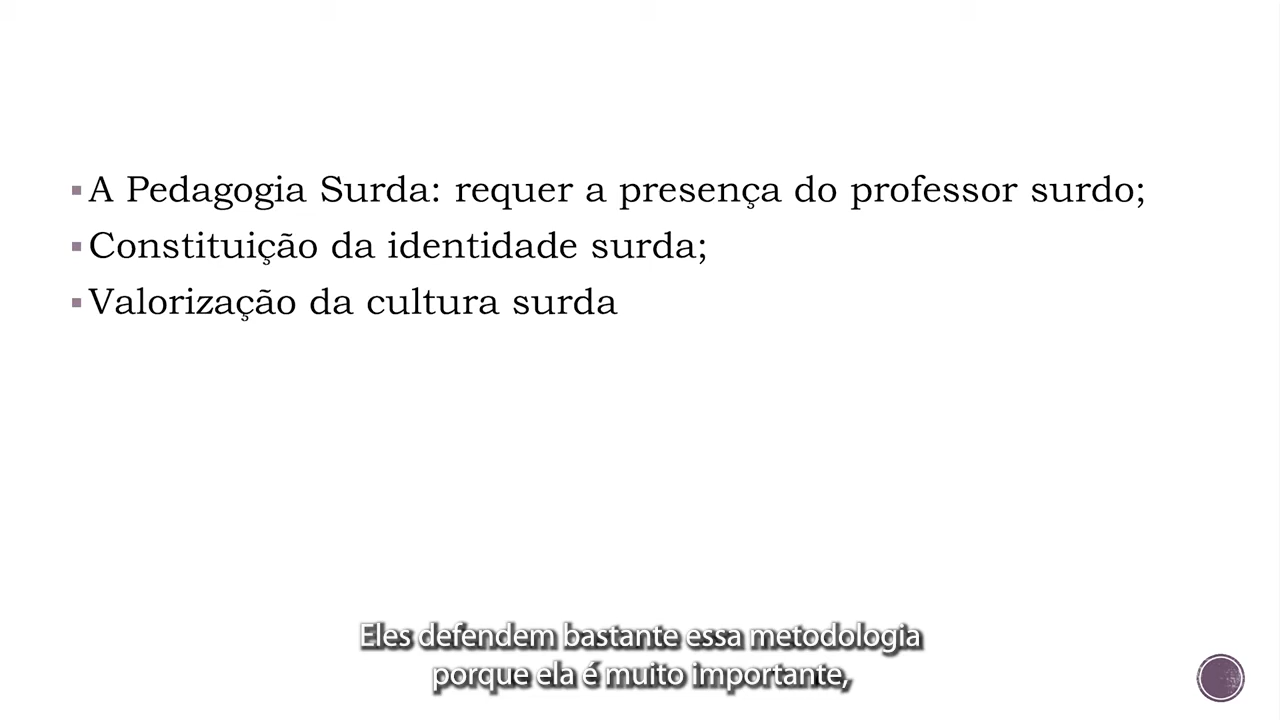 ▪ A Pedagogia Surda: requer a presença do professor surdo;
▪ Constituição da identidade surda;
▪ Valorização da cultura surda
Eles defendem bastante essa metodologia
porque ela é muito importante,